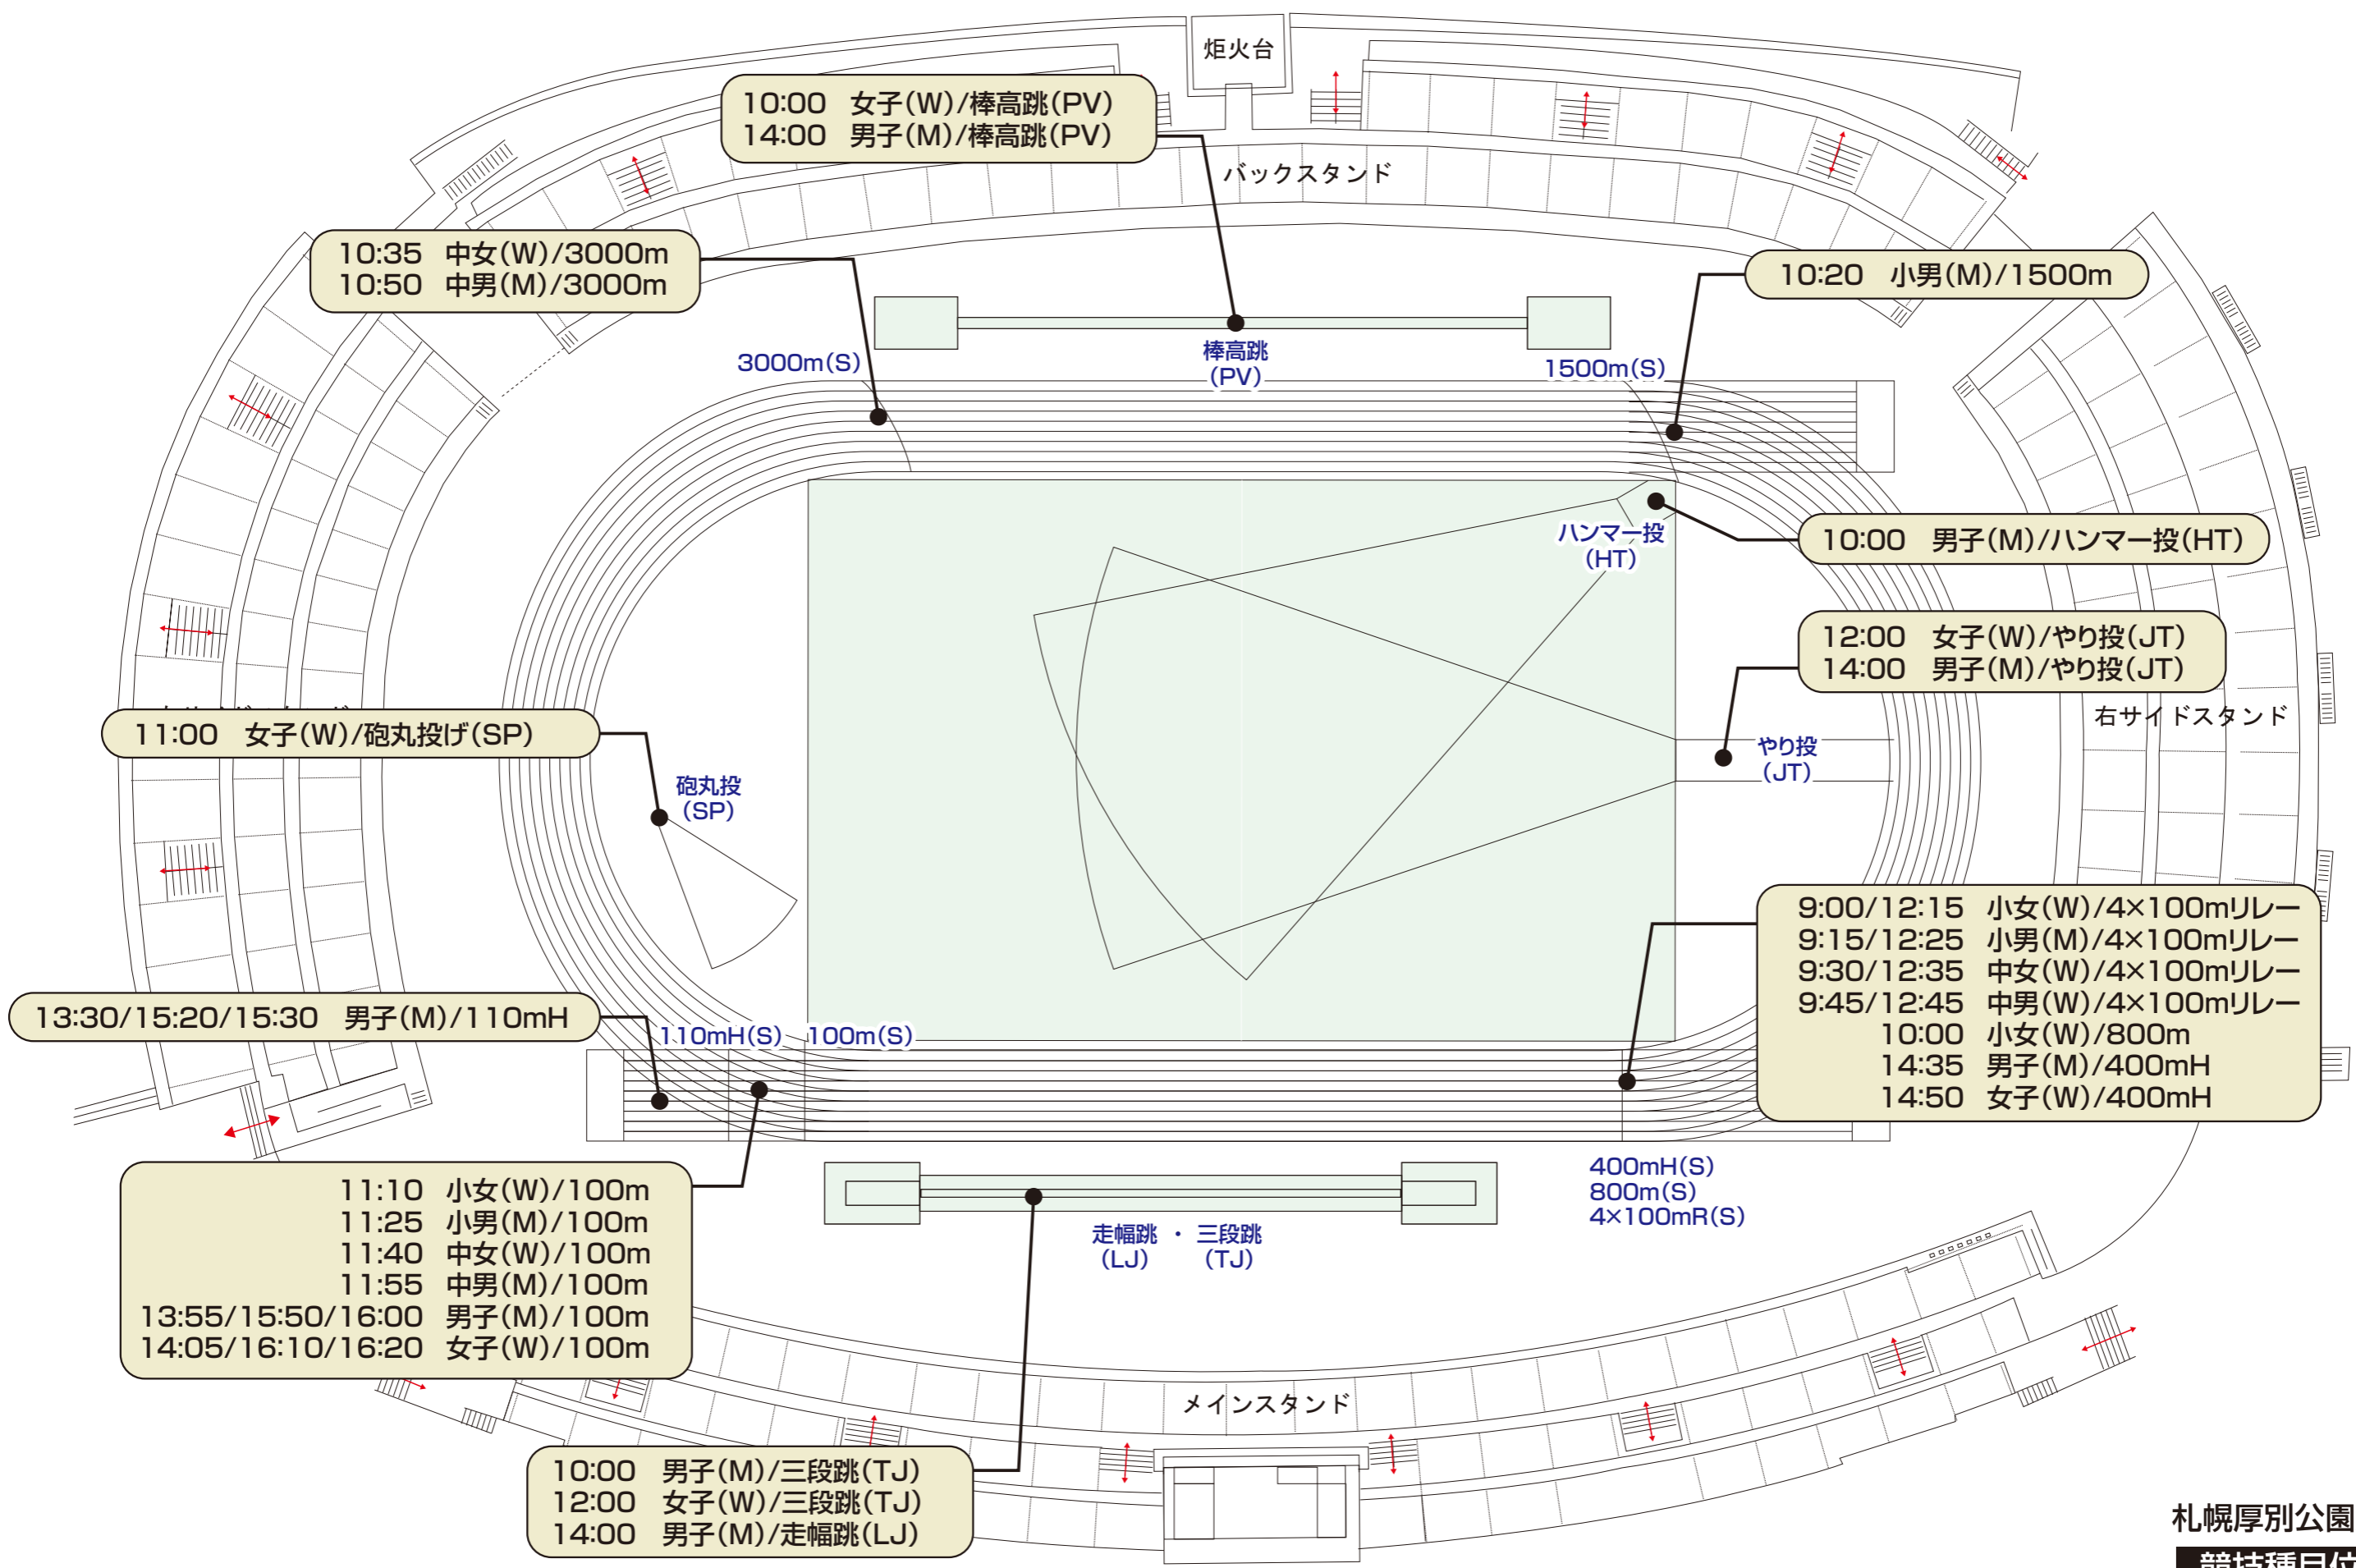 炬火台
10:00 女子(W)/棒高跳(PV)
14:00 男子(M)/棒高跳(PV)
バックスタンド
10:35 中女(W)/3000m
10:50 中男(M)/3000m
10:20 小男(M)/1500m
3000m(S)
棒高跳
(PV)
1500m(S)
ハンマー投
(HT)
10:00 男子(M)/ハンマー投(HT)
12:00 女子(W)/やり投(JT)
14:00 男子(M)/やり投(JT)
右サイドスタンド
11:00 女子(W)/砲丸投げ(SP)
やり投
(JT)
砲丸投
(SP)
9:00/12:15 小女(W)/4×100mリレー
9:15/12:25 小男(M)/4×100mリレー
9:30/12:35 中女(W)/4×100mリレー
9:45/12:45 中男(W)/4×100mリレー
10:00 小女(W)/800m
14:35 男子(M)/400mH
14:50 女子(W)/400mH
13:30/15:20/15:30 男子(M)/110mH
110mH(S) 100m(S)
11:10 小女(W)/100m
11:25 小男(M)/100m
11:40 中女(W)/100m
11:55 中男(M)/100m
13:55/15:50/16:00 男子(M)/100m
14:05/16:10/16:20 女子(W)/100m
400mH(S)
800m(S)
4×100mR(S)
走幅跳 ・ 三段跳
(LJ) (TJ)
メインスタンド
10:00 男子(M)/三段跳(TJ)
12:00 女子(W)/三段跳(TJ)
14:00 男子(M)/走幅跳(LJ)
札幌厚別公園
競技種目位